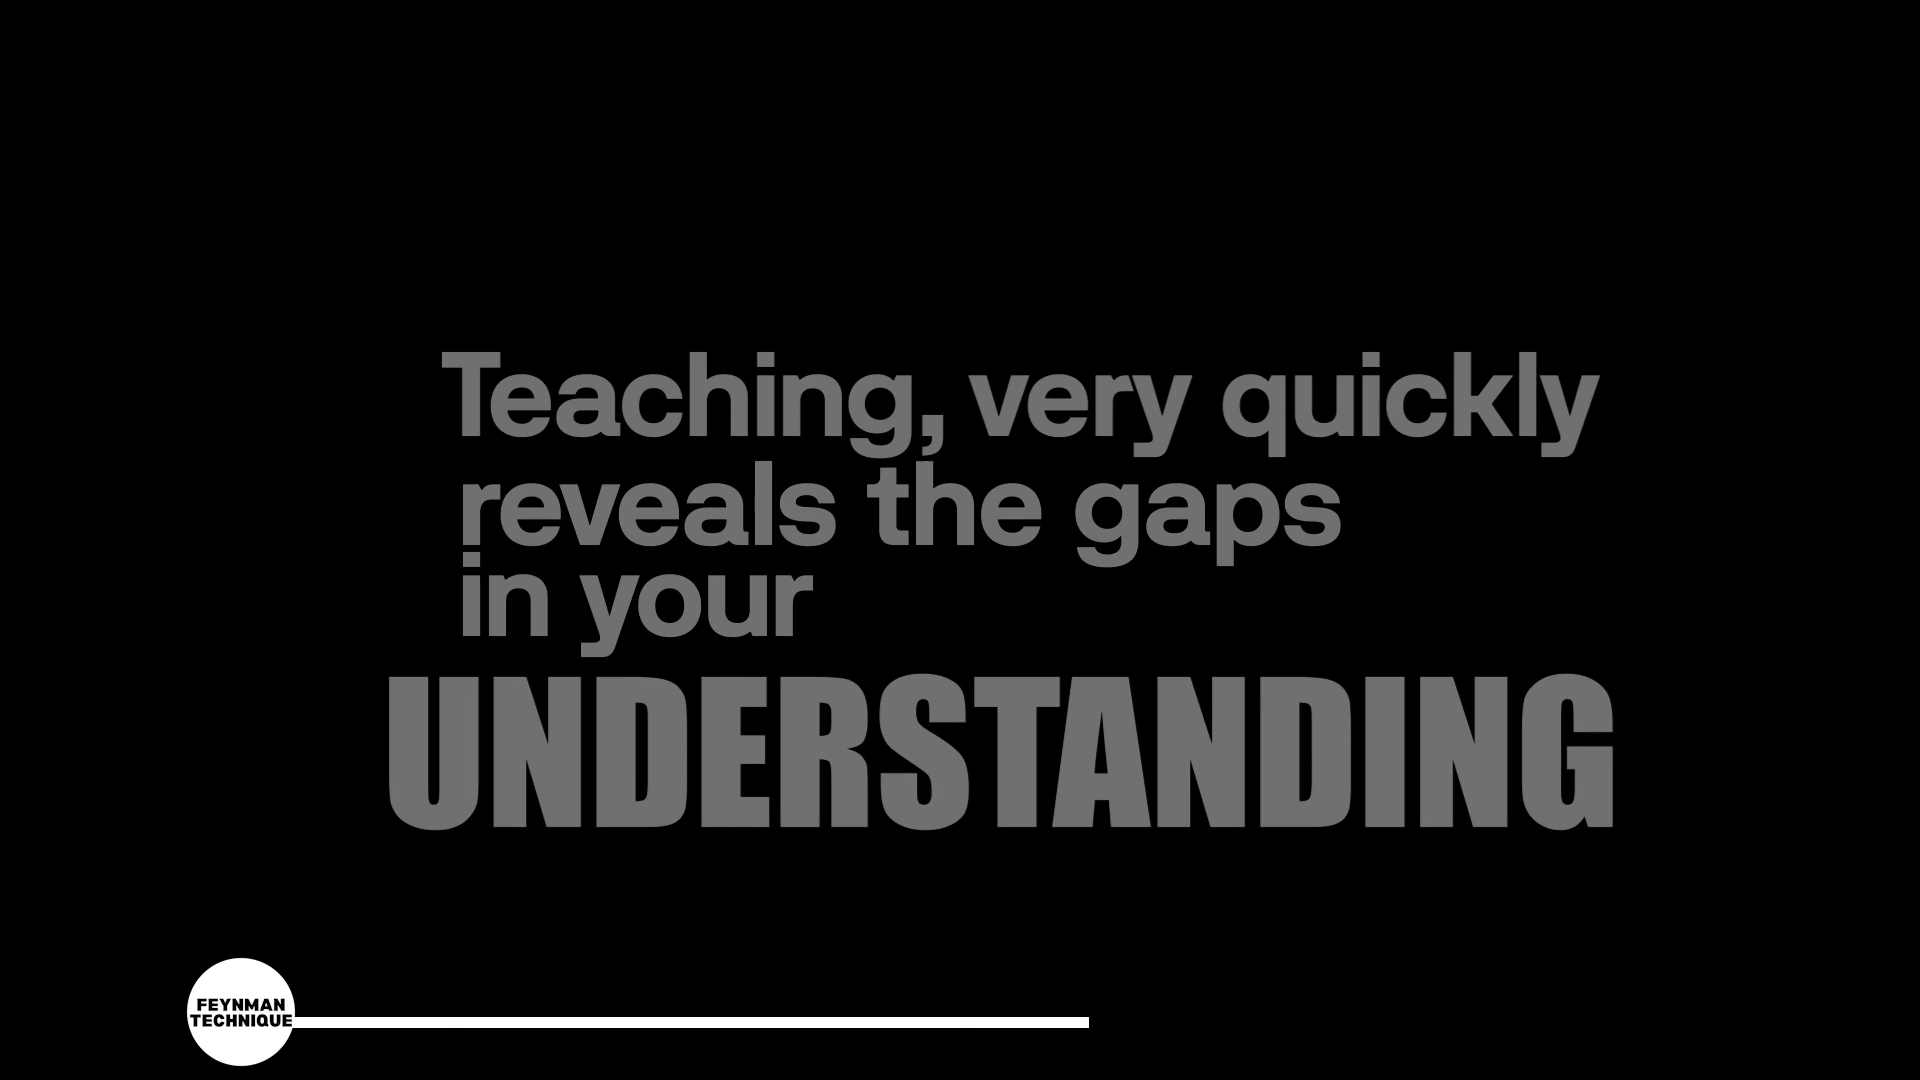 Teaching, very quickly
reveals the gaps
in your
UNDERSTANDING
FEYNMAN
TECHNIQUE